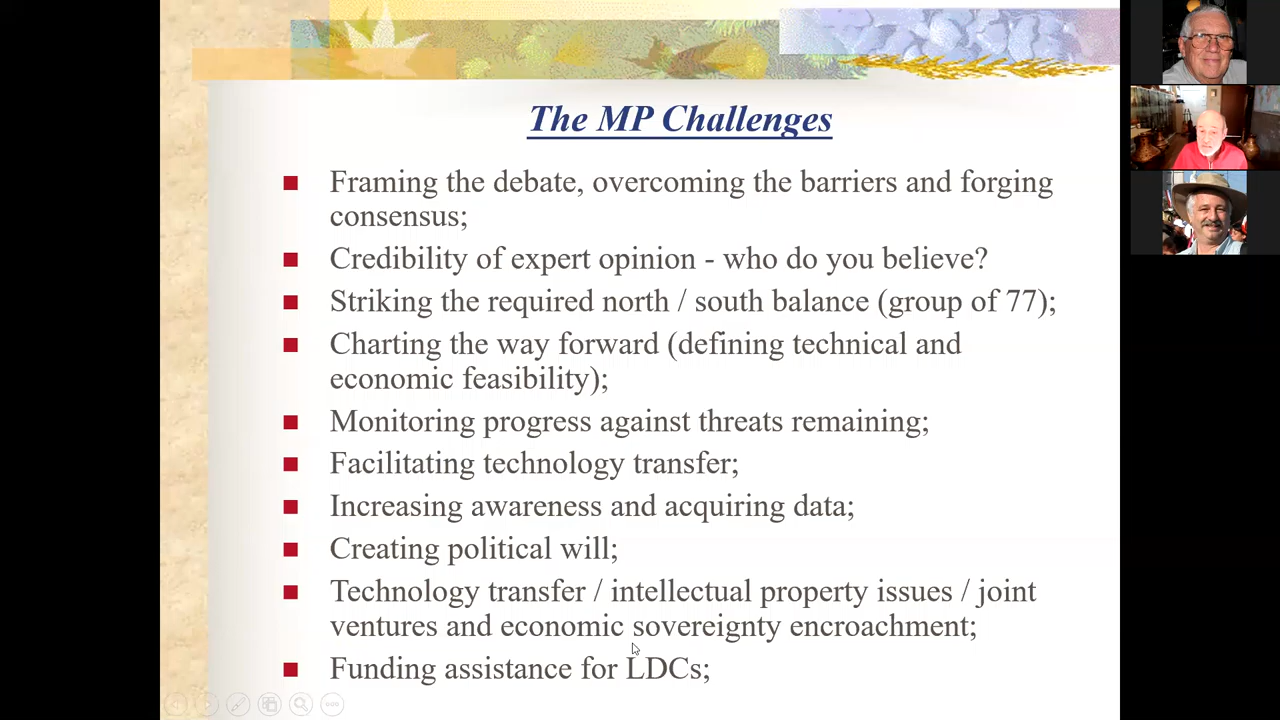 The MP Challenges
Framing the debate, overcoming the barriers and forging
consensus;
Credibility of expert opinion - who do you believe?
Striking the required north / south balance (group of 77);
Charting the way forward (defining technical and
economic feasibility);
Monitoring progress against threats remaining;
Facilitating technology transfer;
Increasing awareness and acquiring data;
Creating political will;
Technology transfer / intellectual property issues / joint
ventures and economic sovereignty encroachment;
Funding assistance for LDCs;